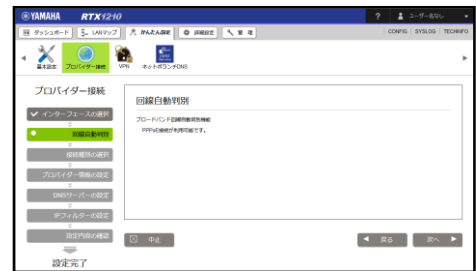 YAMAHA RTX1210
ユーザー名なし
ダッシュボード LANマップ かんたん設定 詳細設定 管理
CONFIG SYSLOG TECHINFO
基本設定 プロバイダー接続 VPN ネットボランチDNS
プロバイダー接続
インターフェースの選択
回線自動判別
接続種別の選択
プロバイダー情報の設定
DNSサーバーの設定
IPフィルターの設定
設定内容の確認
設定完了
回線自動判別
ブロードバンド回線自動判別機能
PPPoE接続が利用可能です。
中止
戻る
次へ